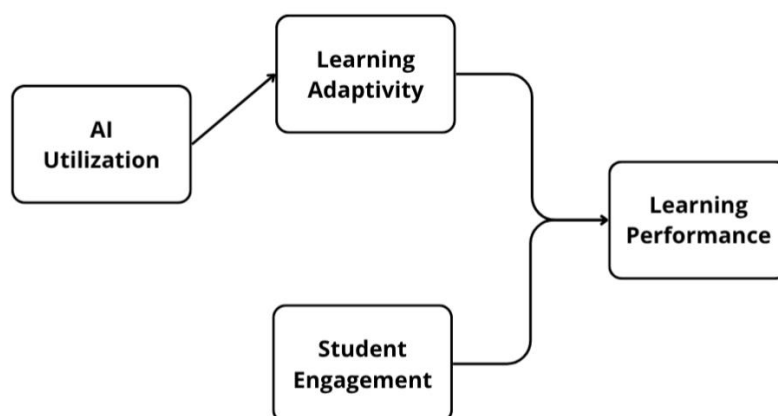 Learning
Adaptivity
AI
Utilization
Learning
Performance
Student
Engagement